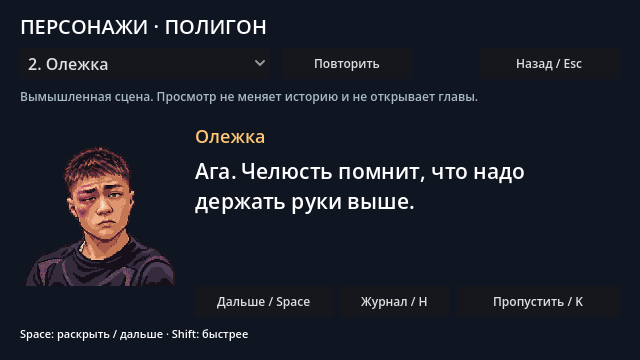 ПЕРСОНАЖИ · ПОЛИГОН
2. Олежка
Повторить
Назад / Esc
Вымышленная сцена. Просмотр не меняет историю и не открывает главы.
Олежка
Ага. Челюсть помнит, что надо
держать руки выше.
Дальше / Space
Журнал / H
Пропустить / K
Space: раскрыть / дальше · Shift: быстрее